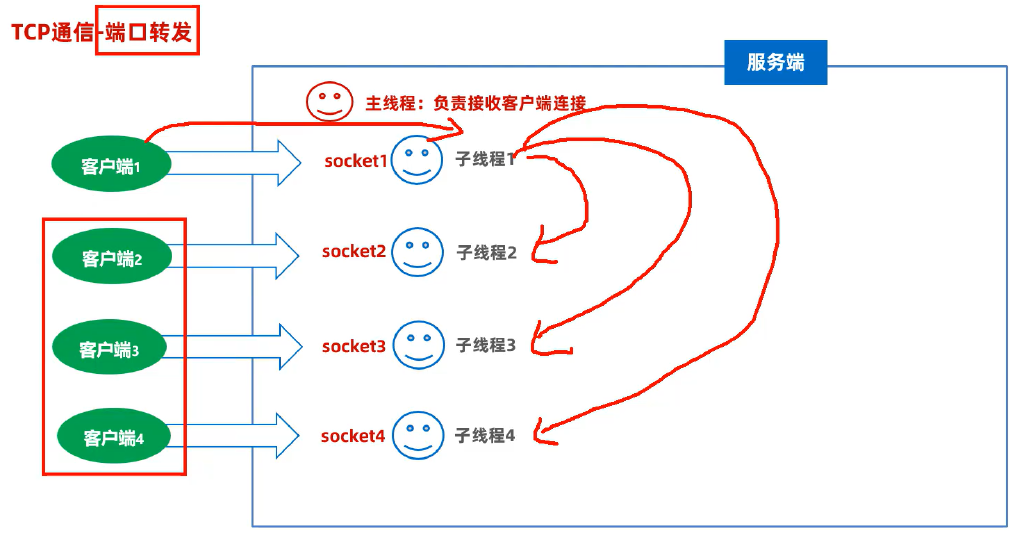 TCP通信-端口转发
服务端
主线程：负责接收客户端连接
客户端1
socket1
子线程1
客户端2
socket2
子线程2
客户端3
socket3
子线程3
客户端4
socket4
子线程4